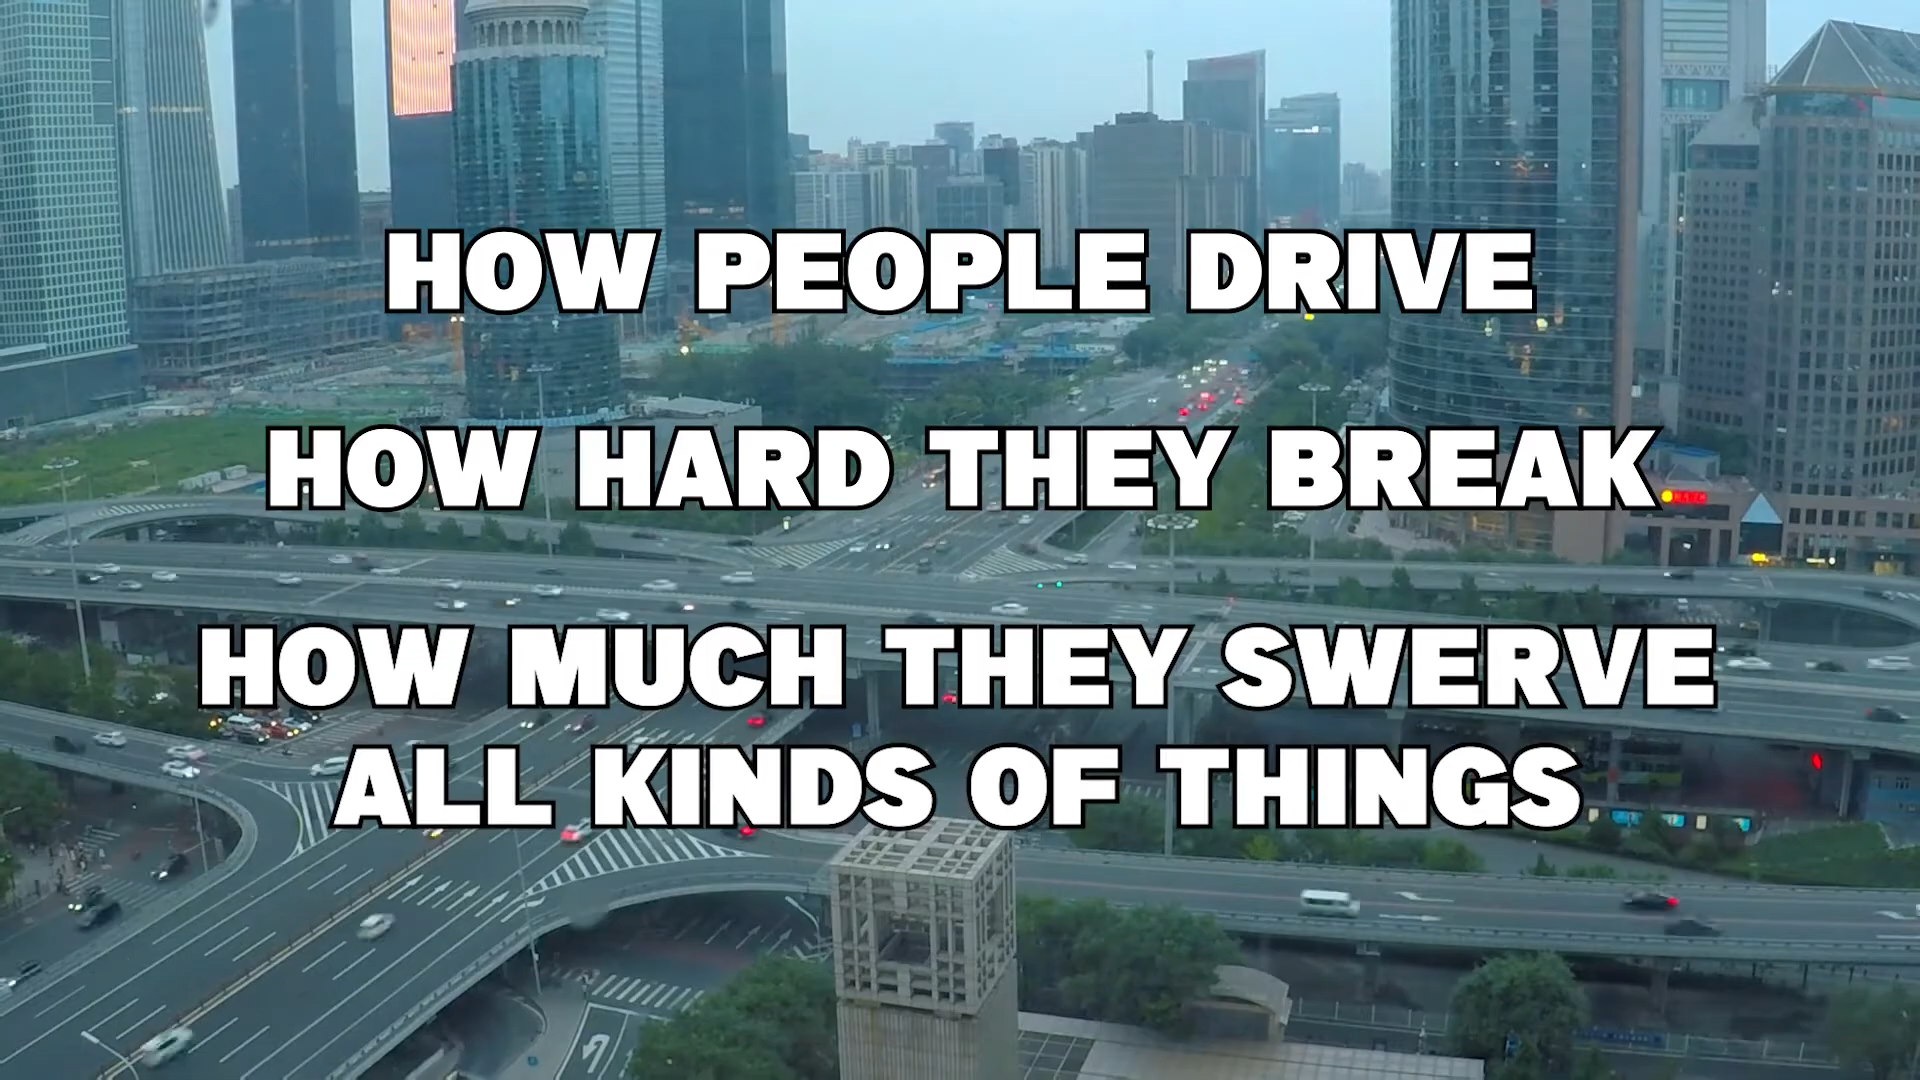 HOW PEOPLE DRIVE
HOW HARD THEY BREAK
HOW MUCH THEY SWERVE
ALL KINDS OF THINGS